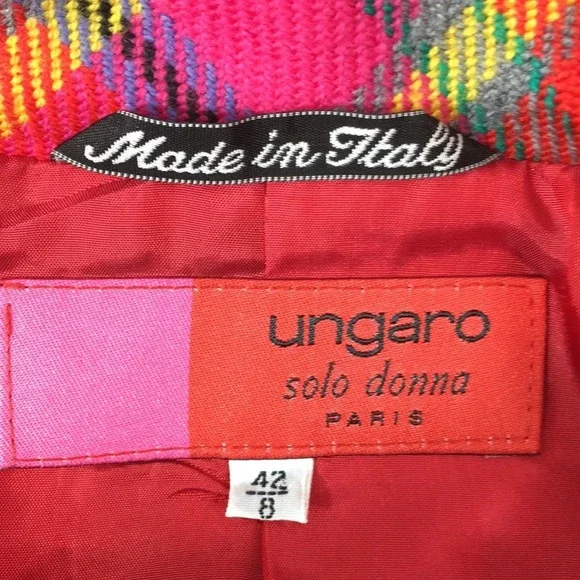 Made in Italy
ungaro
solo donna
PARIS
42
8